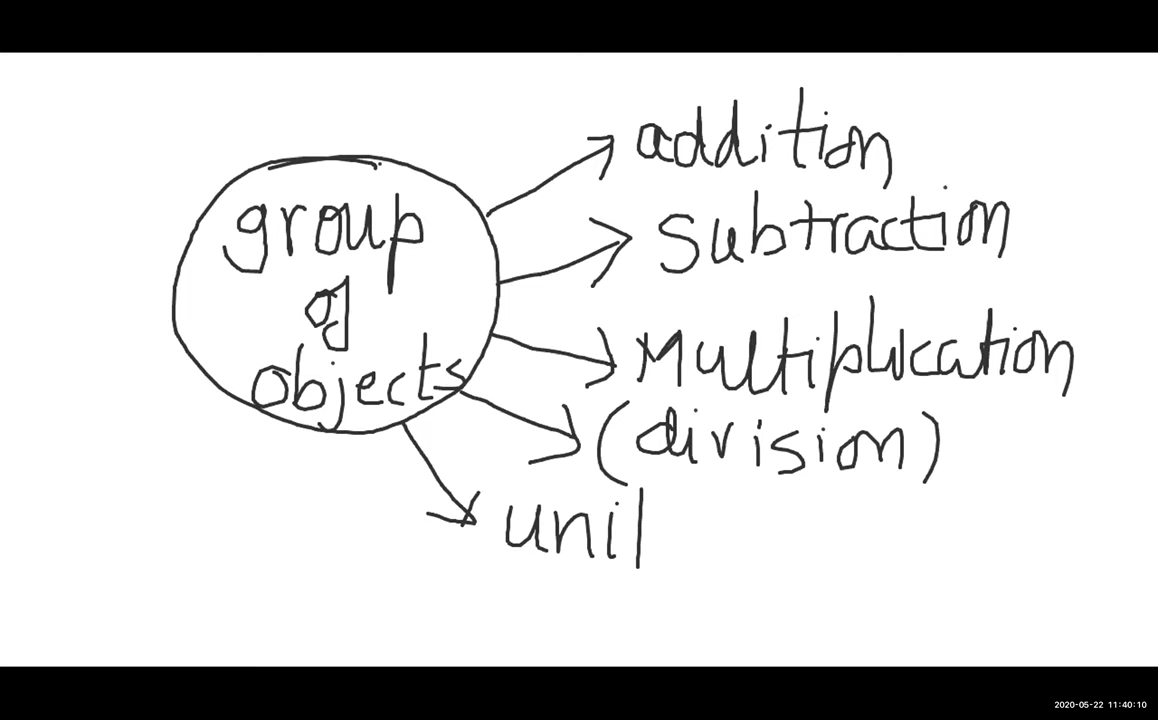 group
of
objects
addition
subtraction
Multiplication
(division)
unil
2020-05-22 11:40:10